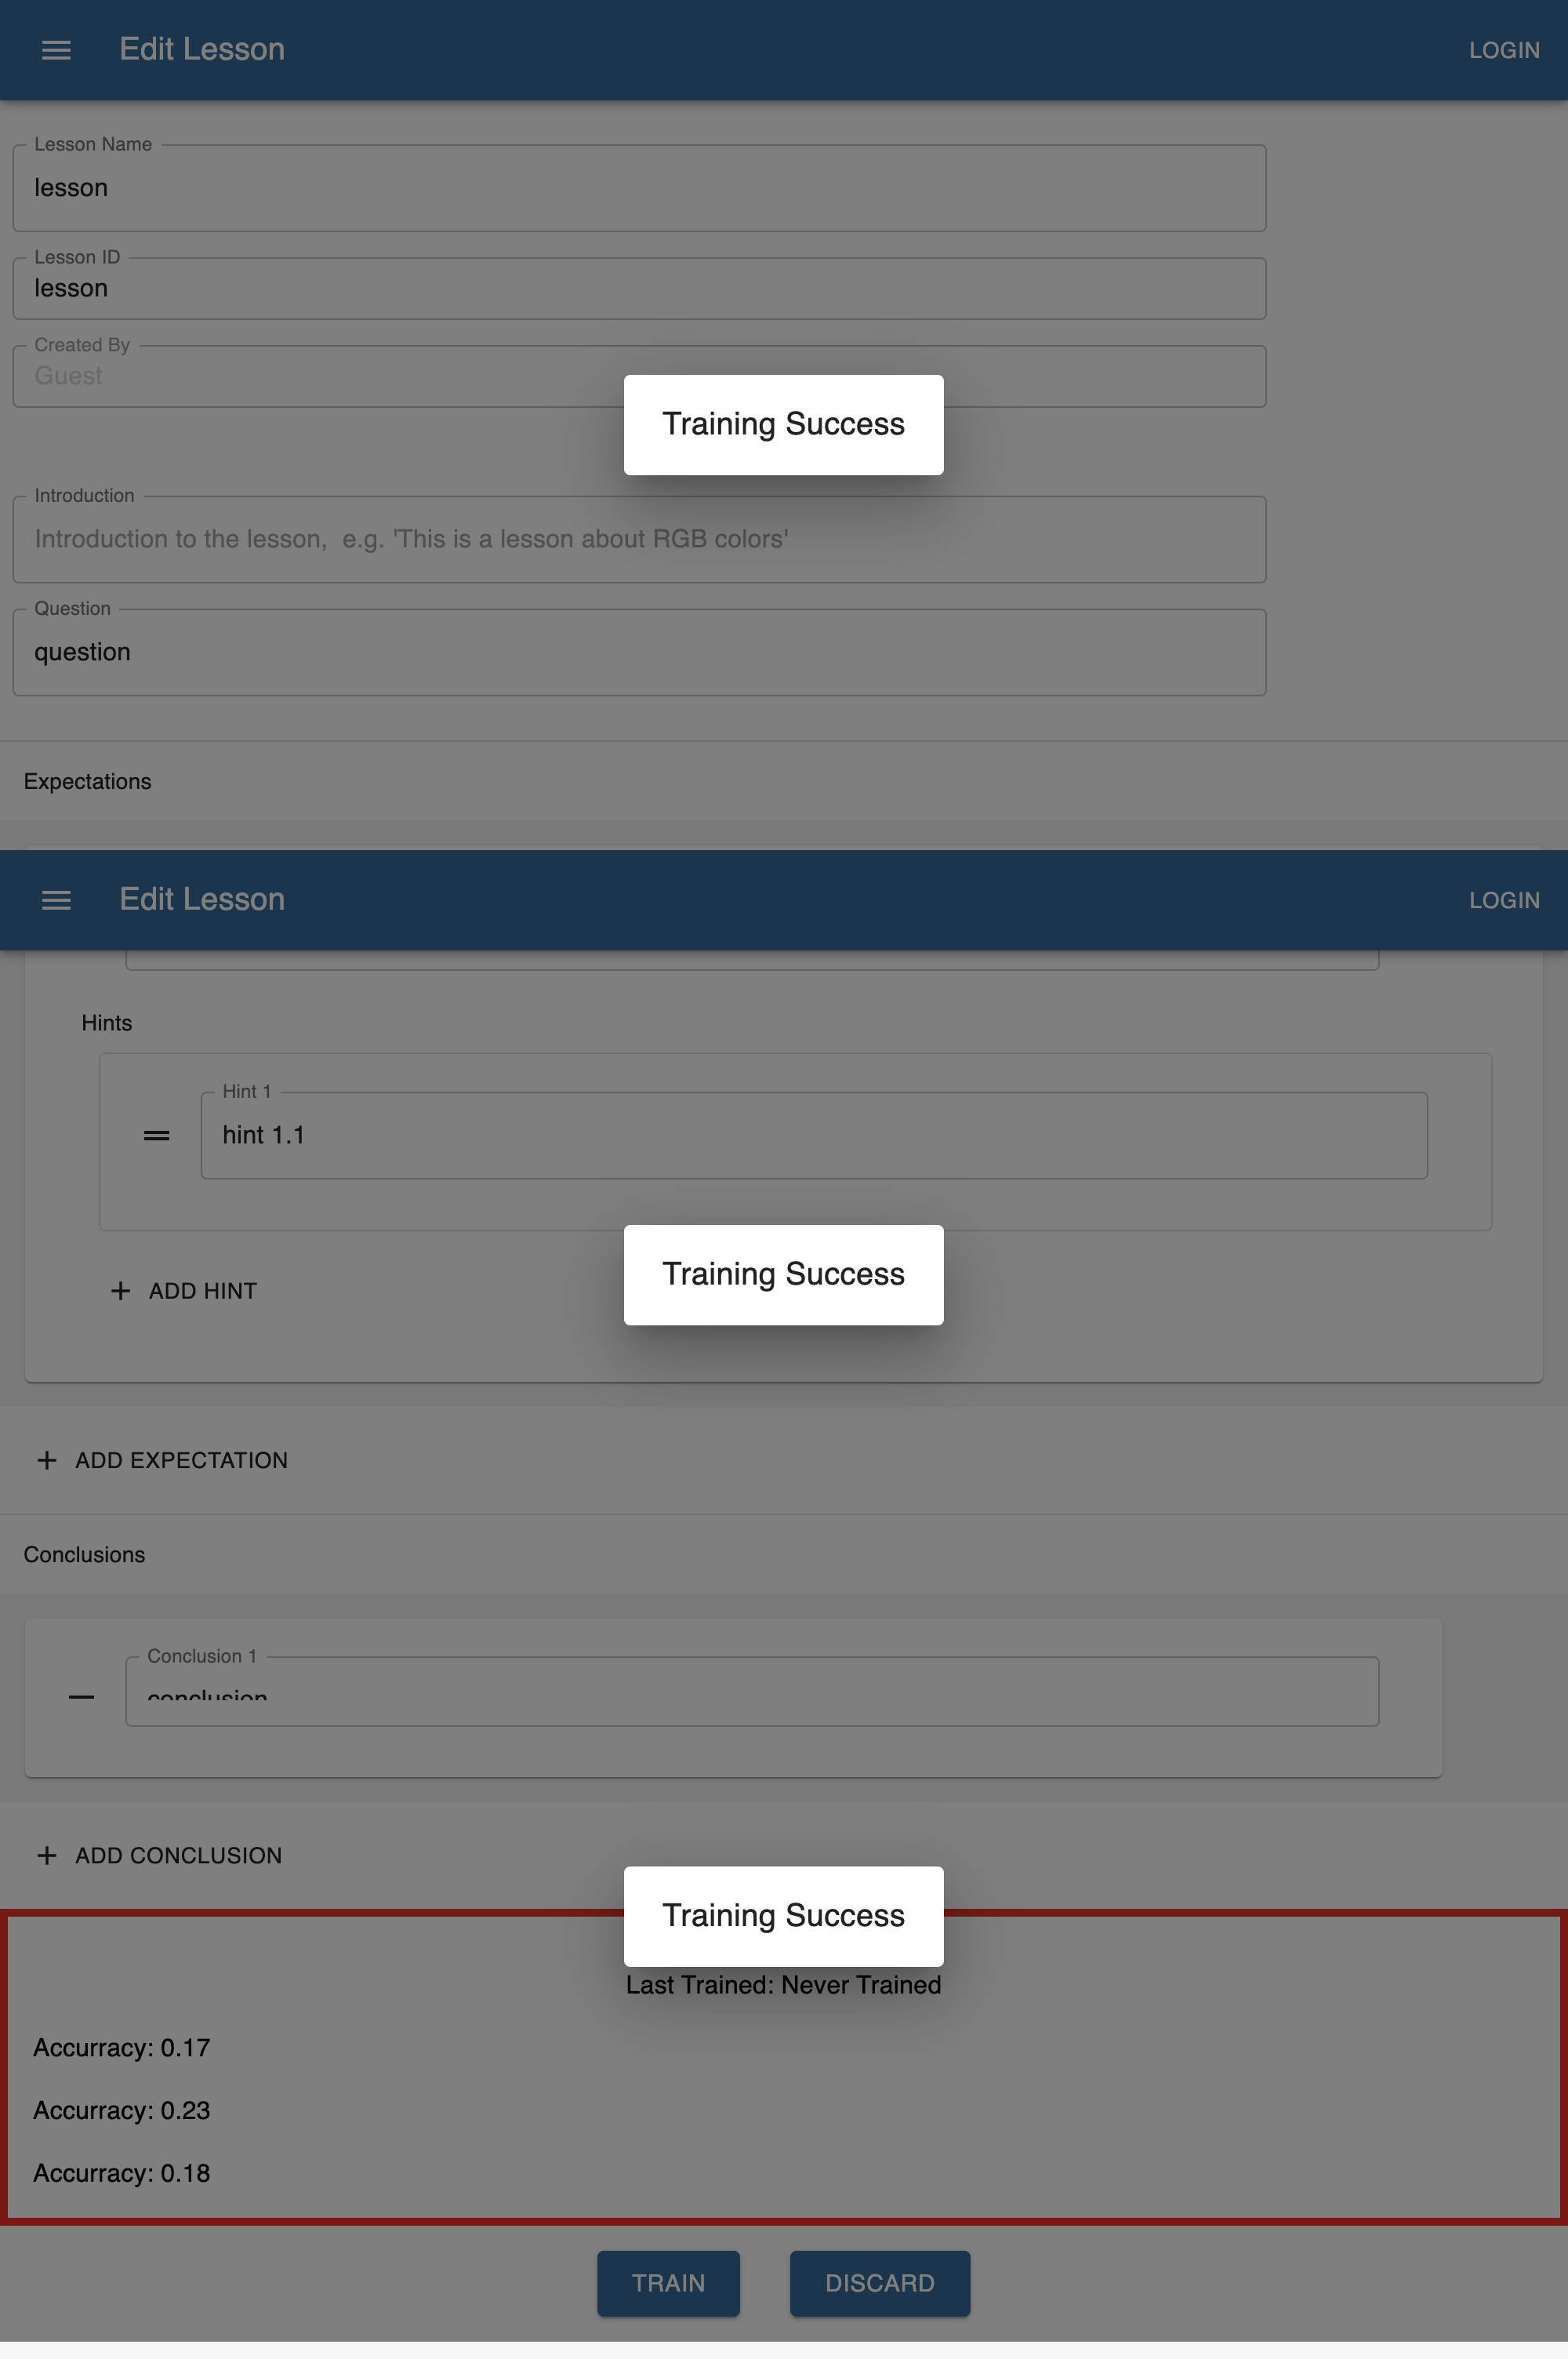 Edit Lesson
LOGIN
Lesson Name
lesson
Lesson ID
lesson
Created By
Guest
Training Success
Introduction
Introduction to the lesson,  e.g. 'This is a lesson about RGB colors'
Question
question
Expectations
Edit Lesson
LOGIN
Hints
Hint 1
hint 1.1
Training Success
ADD HINT
ADD EXPECTATION
Conclusions
Conclusion 1
conclusion
ADD CONCLUSION
Training Success
Last Trained: Never Trained
Accurracy: 0.17
Accurracy: 0.23
Accurracy: 0.18
TRAIN
DISCARD